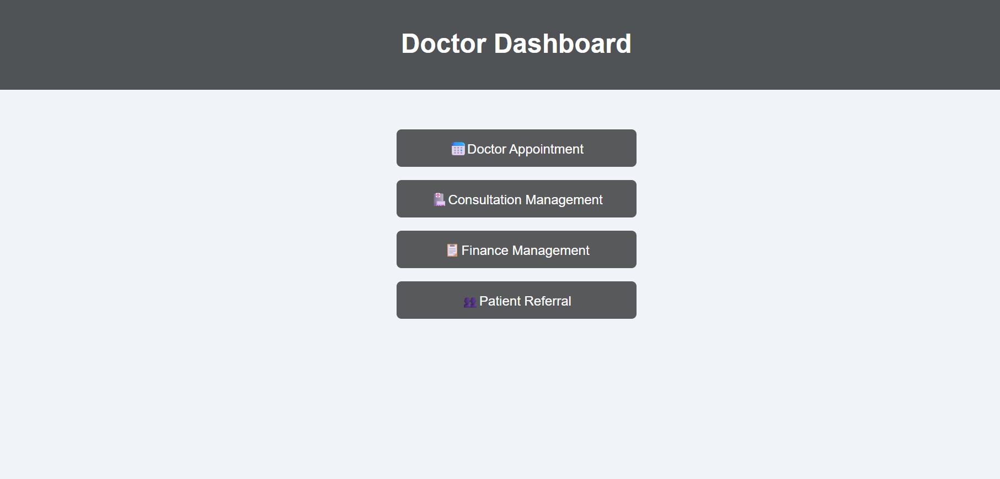 Doctor Dashboard
Doctor Appointment
Consultation Management
Finance Management
Patient Referral